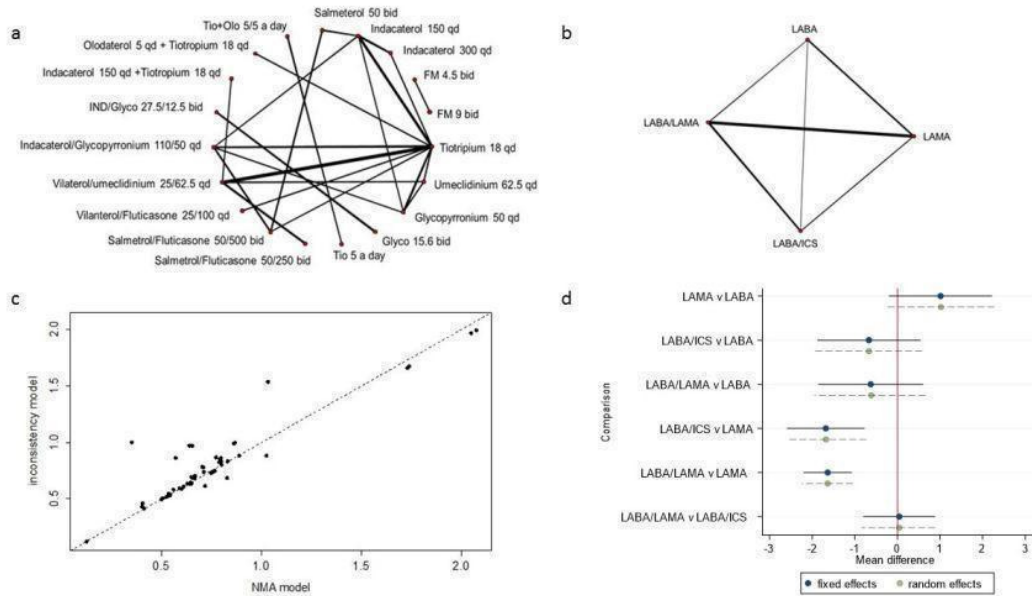 a
Salmeterol 50 bid
Indacaterol 150 qd
Indacaterol 300 qd
FM 4.5 bid
FM 9 bid
Tiotripium 18 qd
Umeclidinium 62.5 qd
Glycopyrronium 50 qd
Glyco 15.6 bid
Tio 5 a day
Salmetrol/Fluticasone 50/250 bid
Salmetrol/Fluticasone 50/500 bid
Vilanterol/Fluticasone 25/100 qd
Vilaterol/umeclidinium 25/62.5 qd
Indacaterol/Glycopyrronium 110/50 qd
IND/Glyco 27.5/12.5 bid
Indacaterol 150 qd +Tiotropium 18 qd
Olodaterol 5 qd + Tiotropium 18 qd
Tio+Olo 5/5 a day
b
LABA
LABA/LAMA
LAMA
LABA/ICS
c
inconsistency model
2.0
1.5
1.0
0.5
0.5
1.0
1.5
2.0
NMA model
d
Comparison
LAMA v LABA
LABA/ICS v LABA
LABA/LAMA v LABA
LABA/ICS v LAMA
LABA/LAMA v LAMA
LABA/LAMA v LABA/ICS
-3
-2
-1
0
1
2
3
Mean difference
fixed effects
random effects